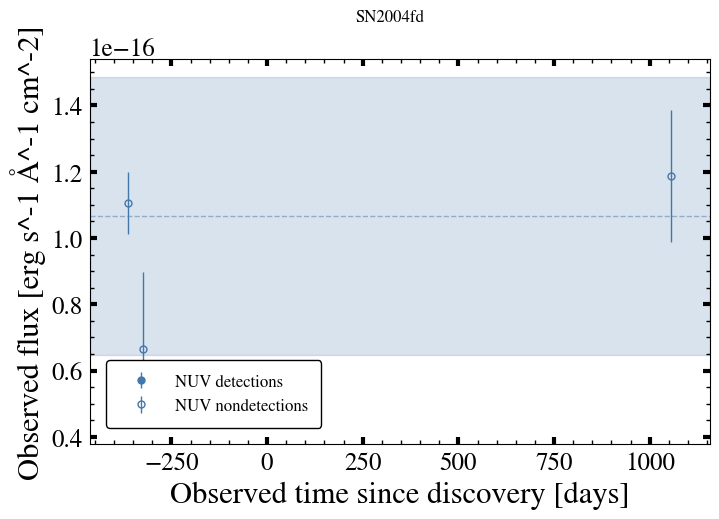 SN2004fd
1e−16
Observed flux [erg s^-1 Å^-1 cm^-2]
1.4
1.2
1.0
0.8
0.6
0.4
NUV detections
NUV nondetections
−250 0 250 500 750 1000
Observed time since discovery [days]